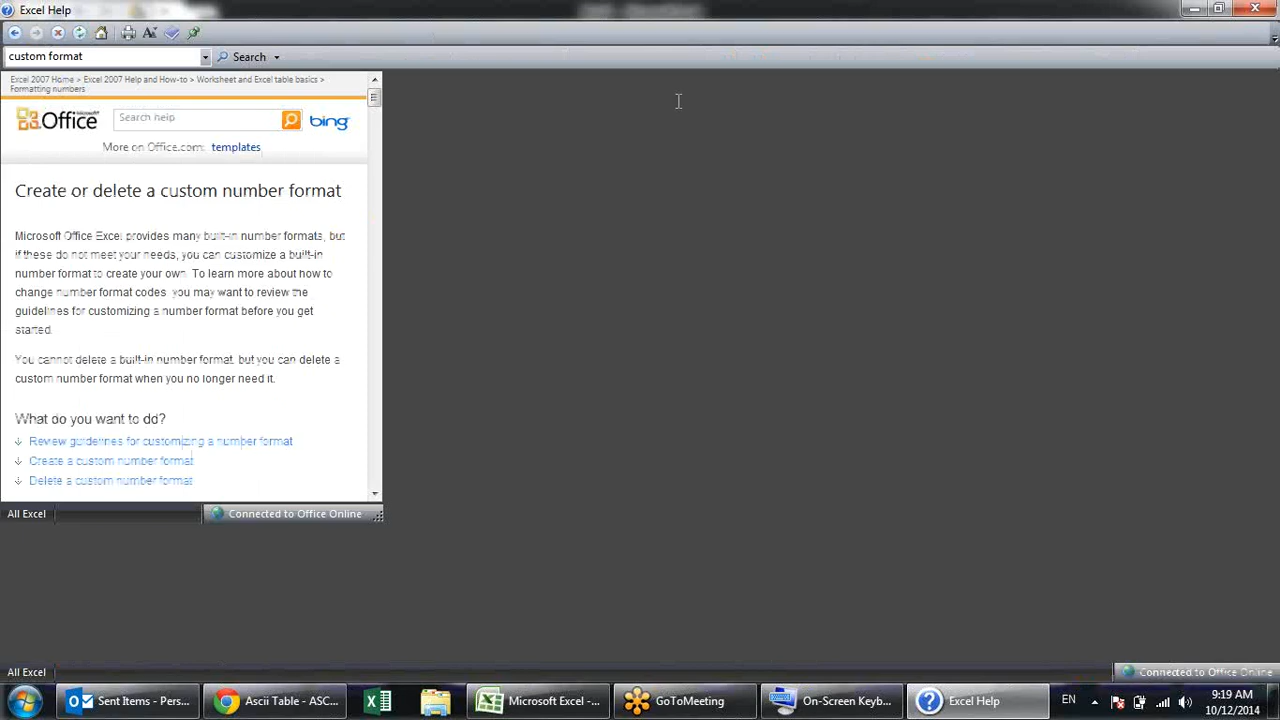 Excel Help
custom format
Search
Excel 2007 Home > Excel 2007 Help and How-to > Worksheet and Excel table basics >
Formatting numbers
Microsoft
Office
Search help
bing
More on Office.com: templates
Create or delete a custom number format
Microsoft Office Excel provides many built-in number formats, but
if these do not meet your needs, you can customize a built-in
number format to create your own. To learn more about how to
change number format codes, you may want to review the
guidelines for customizing a number format before you get
started.
You cannot delete a built-in number format, but you can delete a
custom number format when you no longer need it.
What do you want to do?
Review guidelines for customizing a number format
Create a custom number format
Delete a custom number format
All Excel
Connected to Office Online
All Excel
Connected to Office Online
Sent Items - Pers...
Ascii Table - ASC...
Microsoft Excel -...
GoToMeeting
On-Screen Keyb...
Excel Help
EN
9:19 AM
10/12/2014